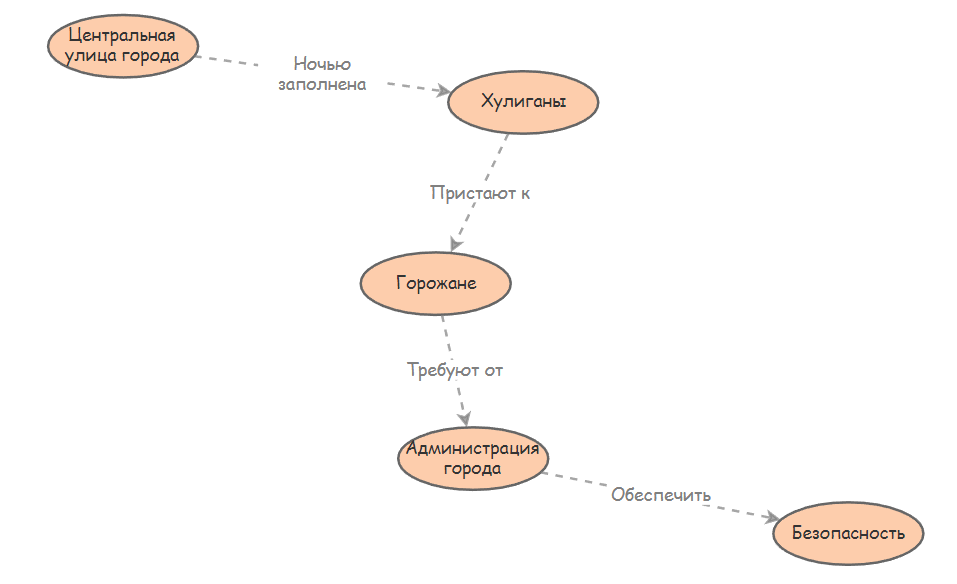 Центральная
улица города
Ночью
заполнена
Хулиганы
Пристают к
Горожане
Требуют от
Администрация
города
Обеспечить
Безопасность